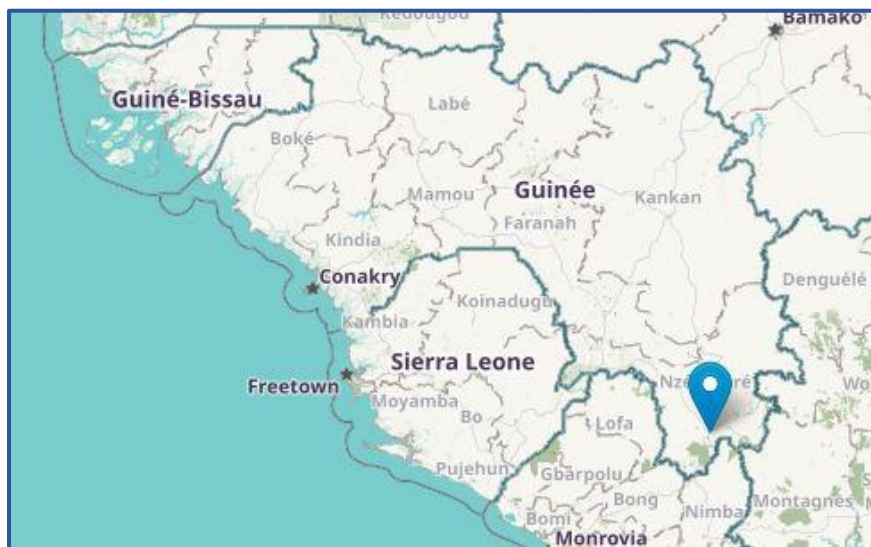 Kédougou
Bamako
Guiné-Bissau
Labé
Boké
Guinée
Kankan
Mamou
Faranah
Kindia
Conakry
Denguélé
Koinadugu
Kambia
Sierra Leone
Freetown
Moyamba
Bo
Lofa
Pujehun
Gbarpolu
Bong
Nimba
Montagnes
Bomi
Monrovia